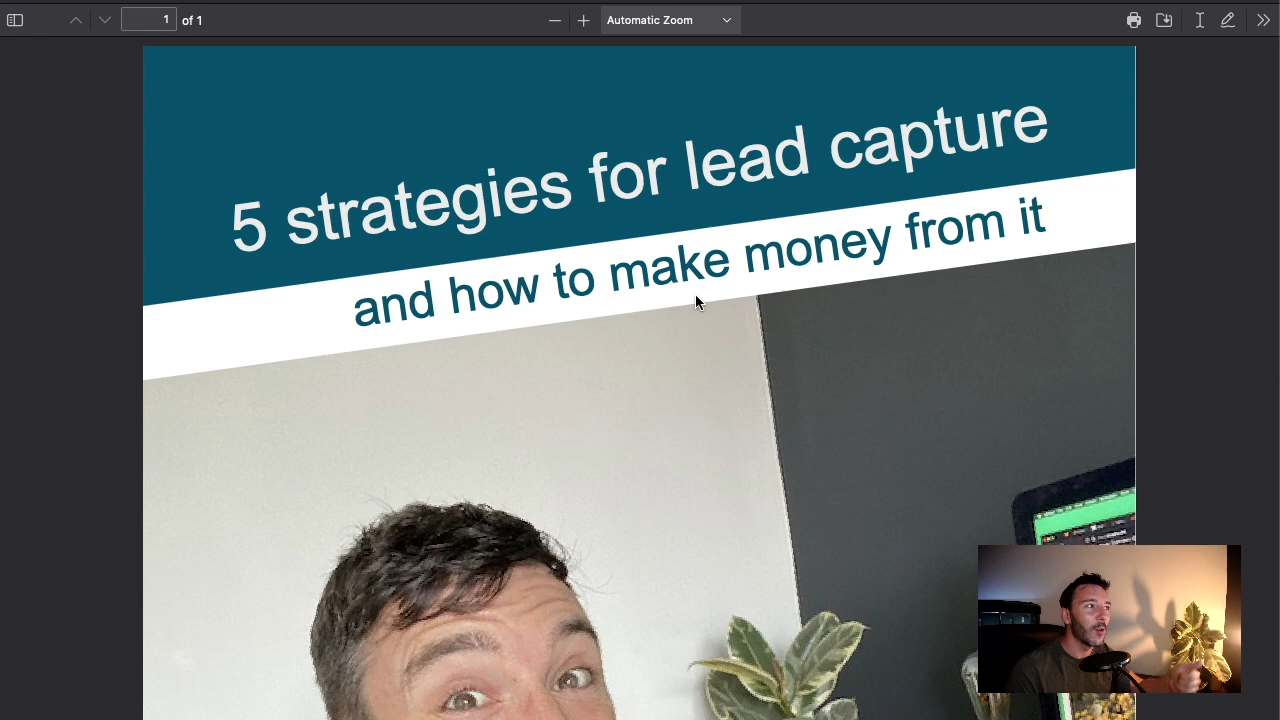 1 of 1
Automatic Zoom
5 strategies for lead capture
and how to make money from it